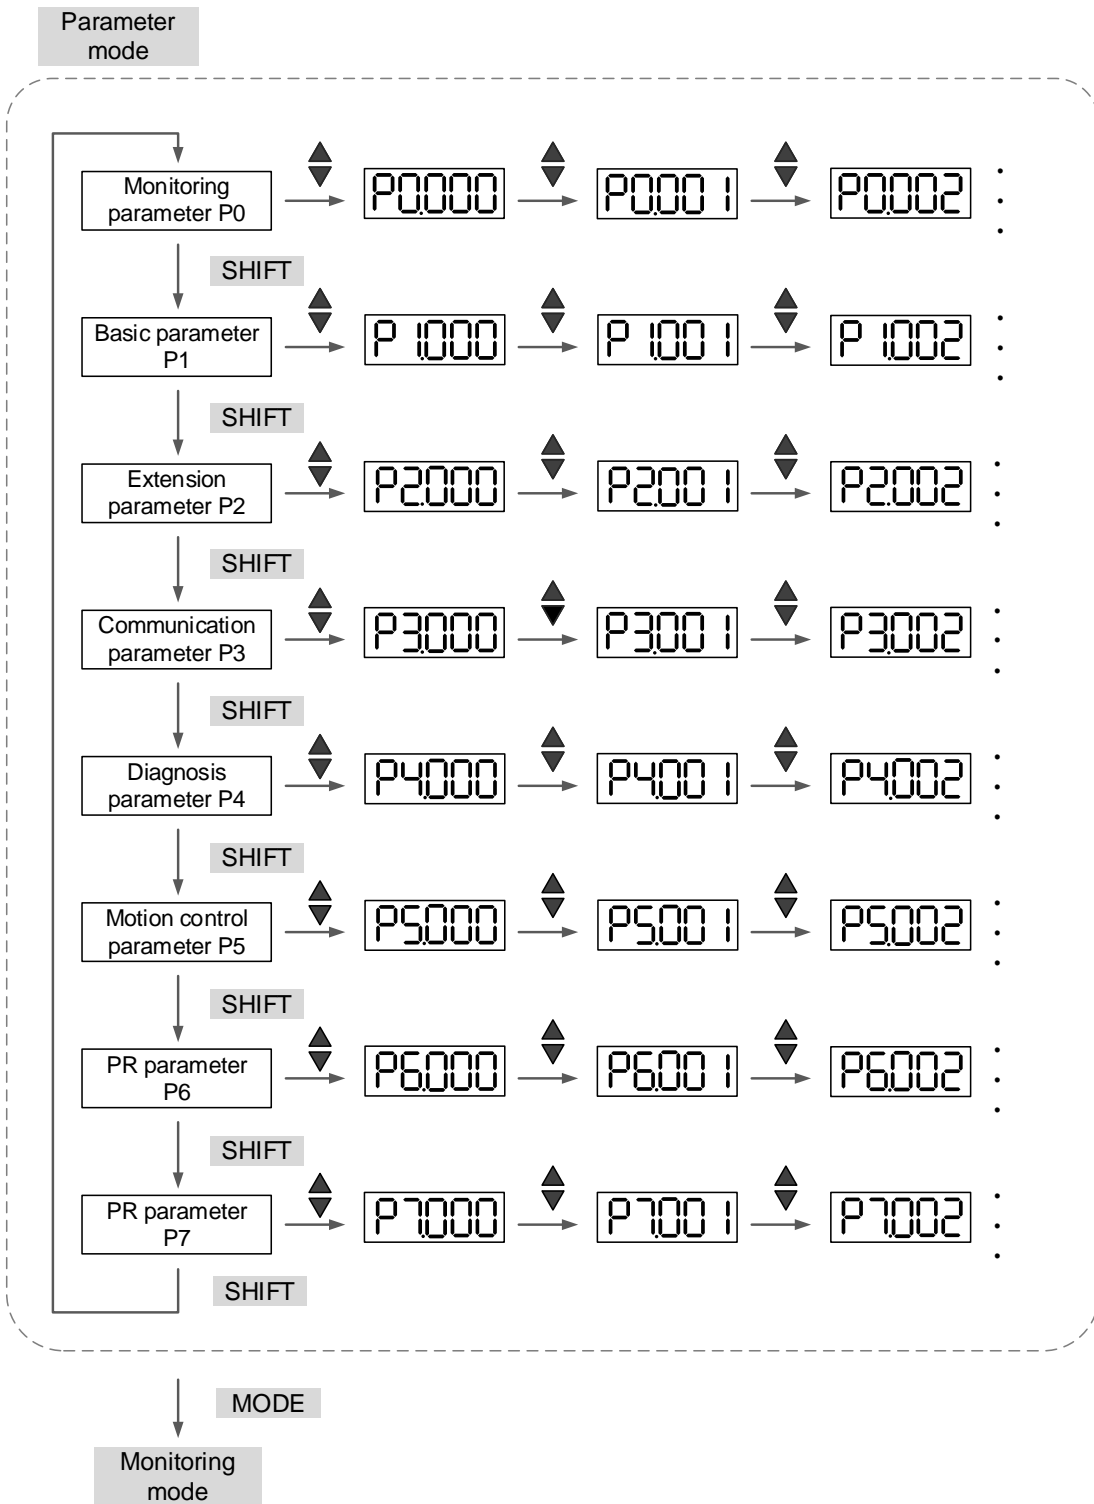 Parameter
mode
Monitoring
parameter P0
P0.000
P0.001
P0.002
SHIFT
Basic parameter
P1
P1.000
P1.001
P1.002
SHIFT
Extension
parameter P2
P2.000
P2.001
P2.002
SHIFT
Communication
parameter P3
P3.000
P3.001
P3.002
SHIFT
Diagnosis
parameter P4
P4.000
P4.001
P4.002
SHIFT
Motion control
parameter P5
P5.000
P5.001
P5.002
SHIFT
PR parameter
P6
P6.000
P6.001
P6.002
SHIFT
PR parameter
P7
P7.000
P7.001
P7.002
SHIFT
MODE
Monitoring
mode